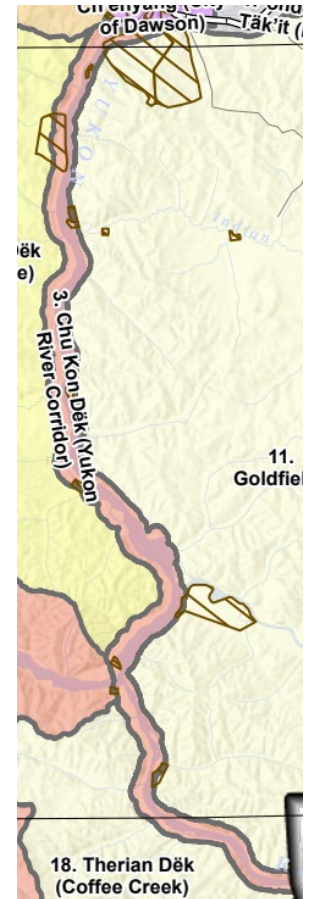 of Dawson)
Täk'it (
YUKON
Indian
ëk
e)
3. Chu Kon Dëk (Yukon
River Corridor)
11.
Goldfiel
18. Therian Dëk
(Coffee Creek)